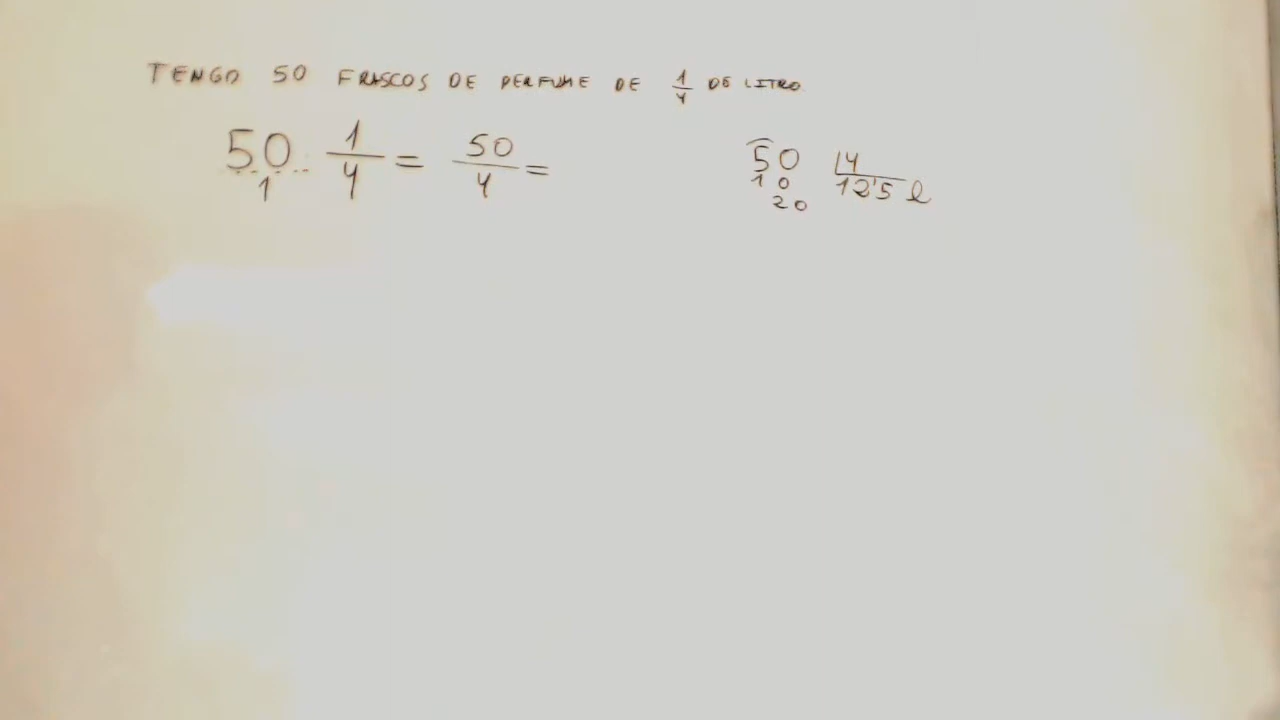 TENGO 50 FRASCOS DE PERFUME DE 1/4 DE LITRO
50/1 · 1/4 = 50/4 =
50 | 4
10 12'5 l
20